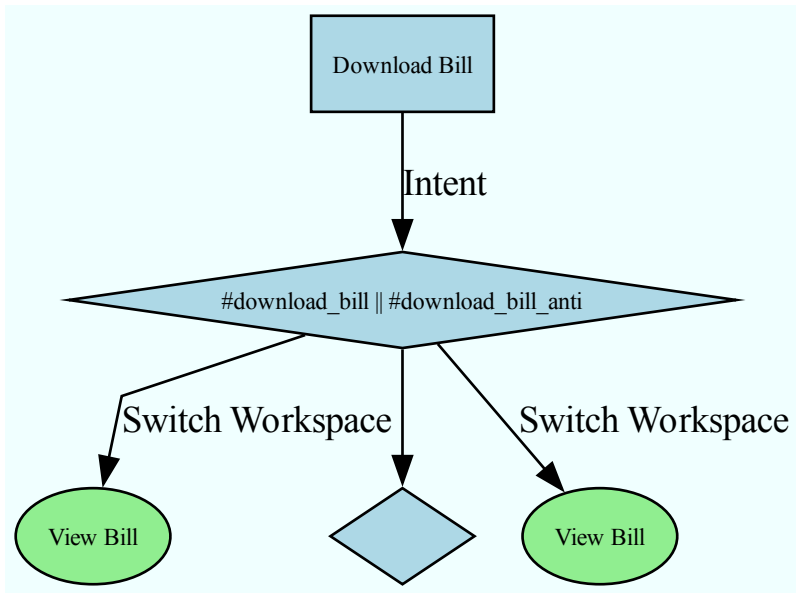 Download Bill
Intent
#download_bill || #download_bill_anti
Switch Workspace
Switch Workspace
View Bill
View Bill